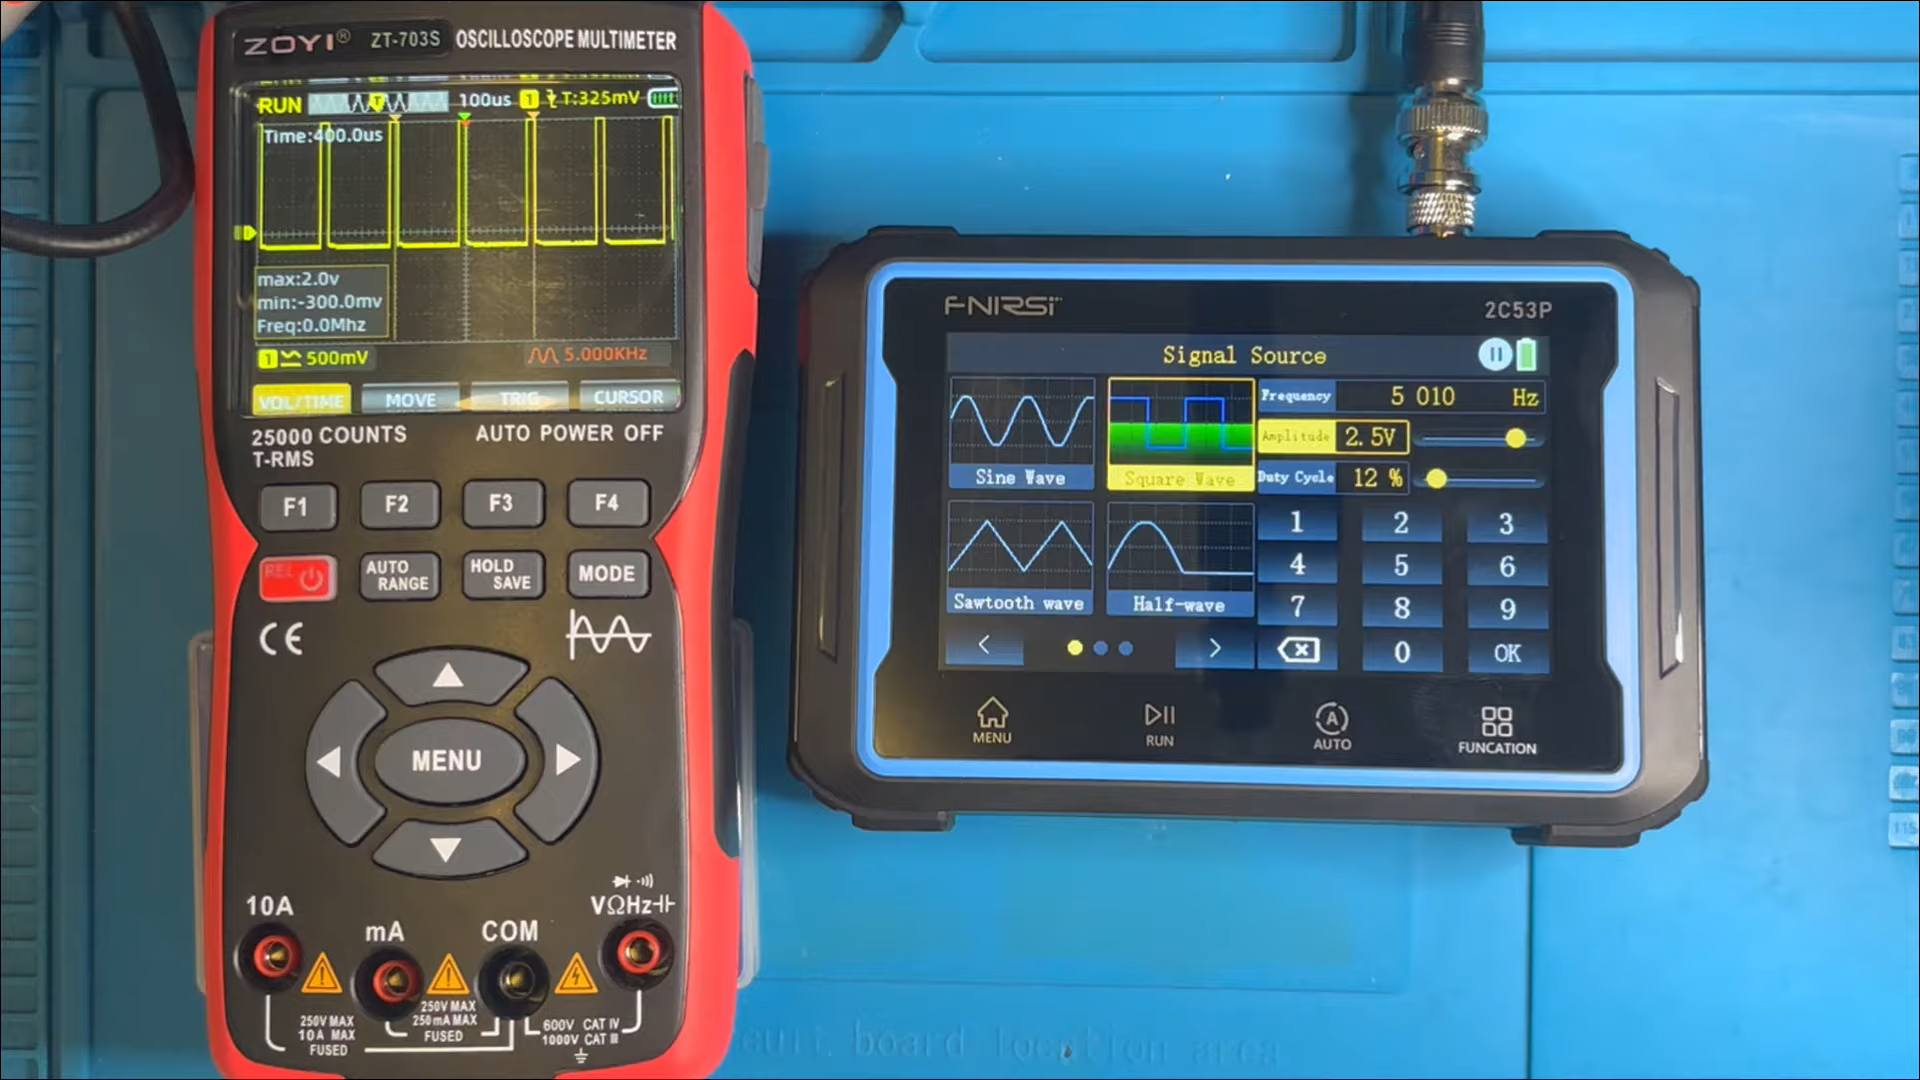 ZOYI® ZT-703S OSCILLOSCOPE MULTIMETER
RUN 100us 1 T:325mV
Time:400.0us
max:2.0v
min:-300.0mv
Freq:0.0Mhz
1 500mV 5.000KHz
VOL/TIME MOVE TRIG CURSOR
25000 COUNTS AUTO POWER OFF
T-RMS
F1 F2 F3 F4
REL AUTO RANGE HOLD SAVE MODE
CE
MENU
10A
mA
COM
VΩHz
250V MAX
10A MAX
FUSED
250V MAX
250mA MAX
FUSED
600V CAT IV
1000V CAT III
FNIRSI 2C53P
Signal Source
Frequency 5 010 Hz
Amplitude 2.5V
Duty Cycle 12 %
Sine Wave
Square Wave
Sawtooth wave
Half-wave
1 2 3
4 5 6
7 8 9
0 OK
< >
MENU RUN A AUTO FUNCATION
board location area